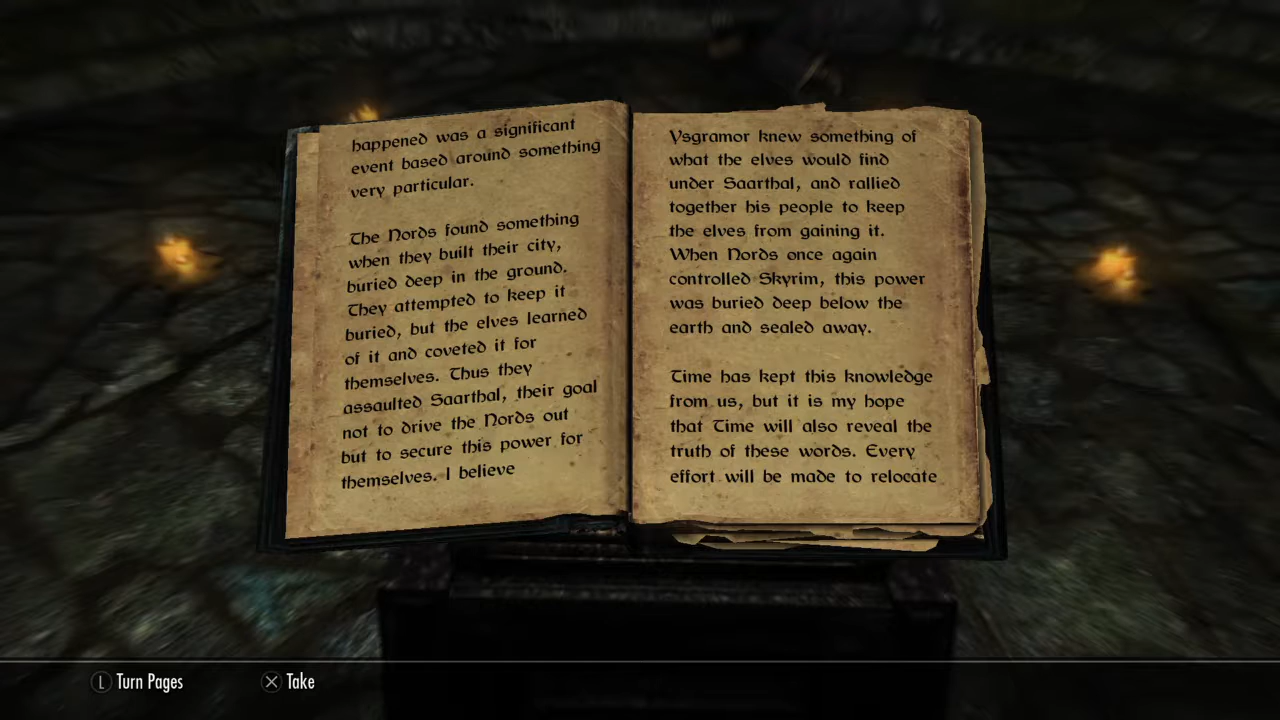 happened was a significant
event based around something
very particular.
The Nords found something
when they built their city,
buried deep in the ground.
They attempted to keep it
buried, but the elves learned
of it and coveted it for
themselves. Thus they
assaulted Saarthal, their goal
not to drive the Nords out
but to secure this power for
themselves. I believe
Ysgramor knew something of
what the elves would find
under Saarthal, and rallied
together his people to keep
the elves from gaining it.
When Nords once again
controlled Skyrim, this power
was buried deep below the
earth and sealed away.
Time has kept this knowledge
from us, but it is my hope
that Time will also reveal the
truth of these words. Every
effort will be made to relocate
L Turn Pages
X Take